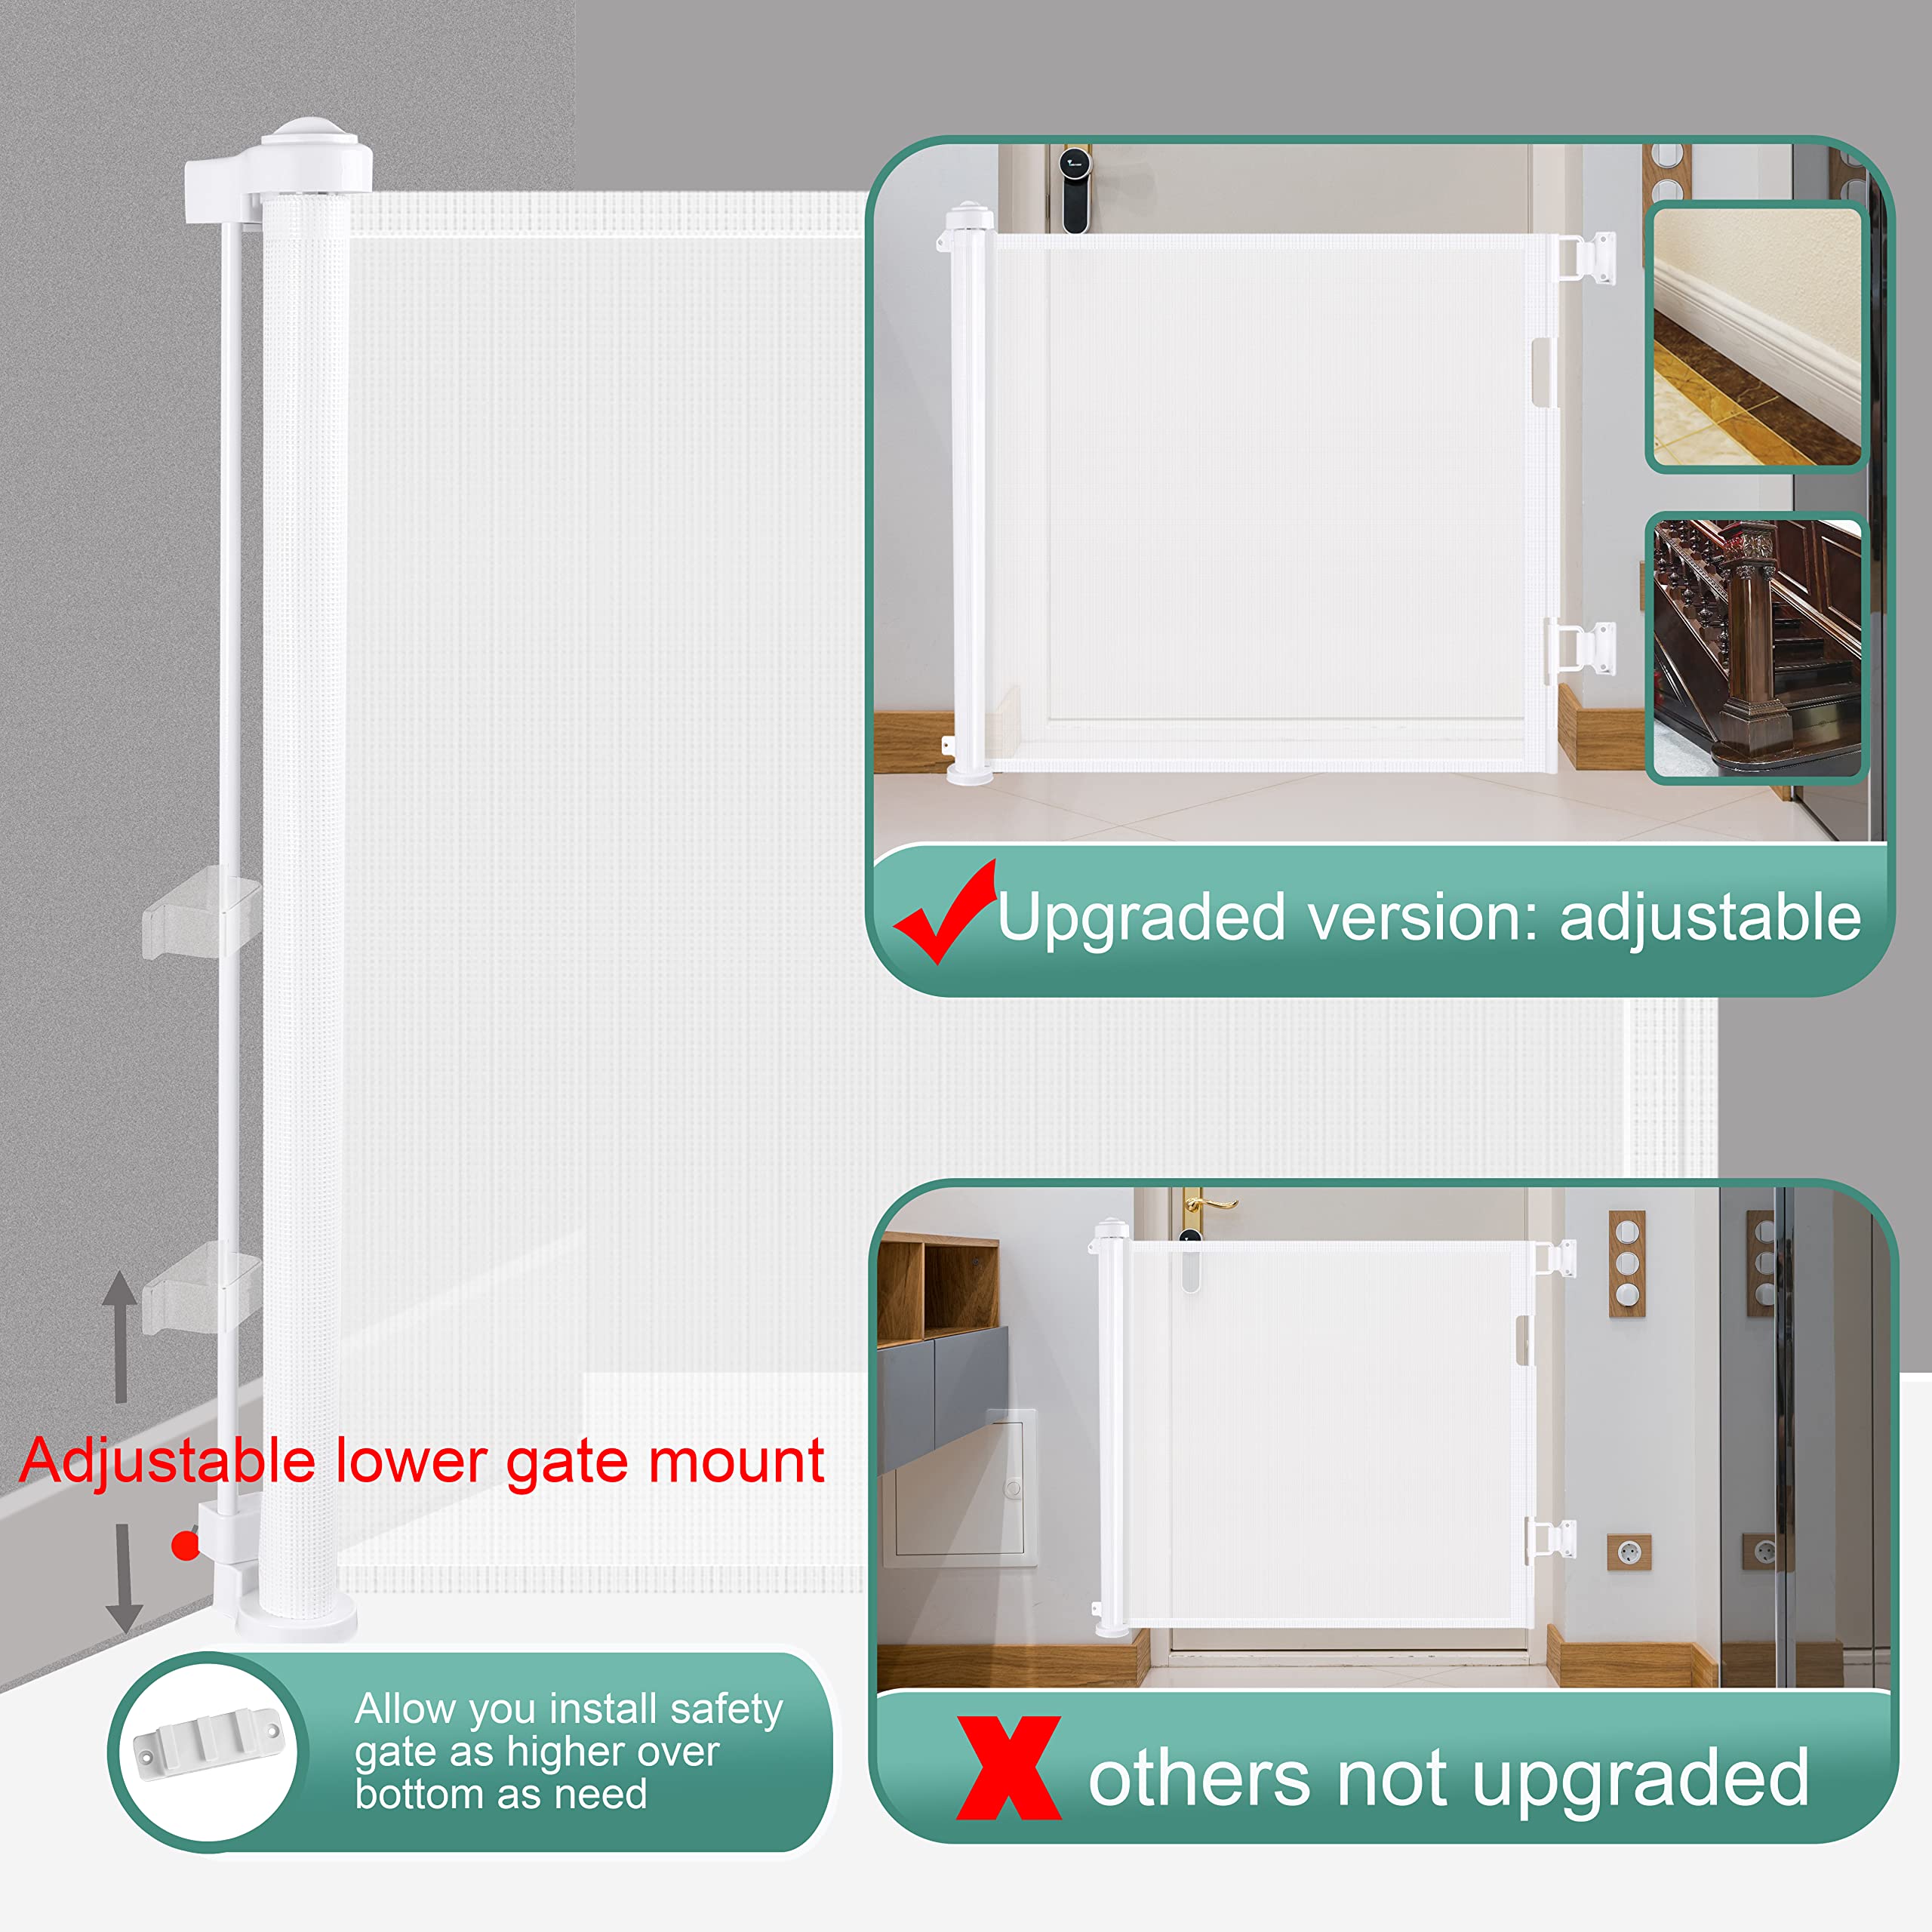 Upgraded version: adjustable
Adjustable lower gate mount
Allow you install safety
gate as higher over
bottom as need
X others not upgraded